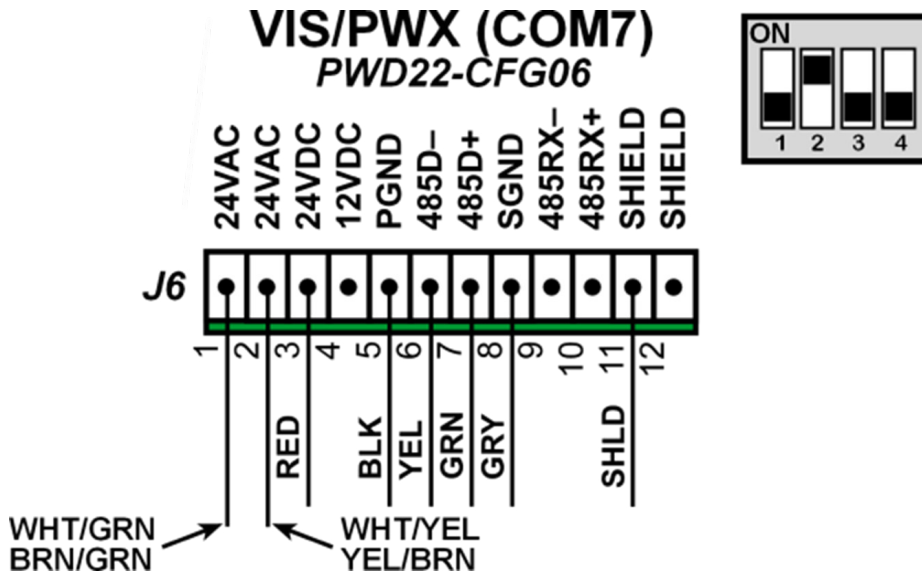 VIS/PWX (COM7)
PWD22-CFG06
ON
1 2 3 4
24VAC
24VAC
24VDC
12VDC
PGND
485D–
485D+
SGND
485RX–
485RX+
SHIELD
SHIELD
J6
1 2 3 4 5 6 7 8 9 10 11 12
RED
BLK
YEL
GRN
GRY
SHLD
WHT/GRN
BRN/GRN
WHT/YEL
YEL/BRN